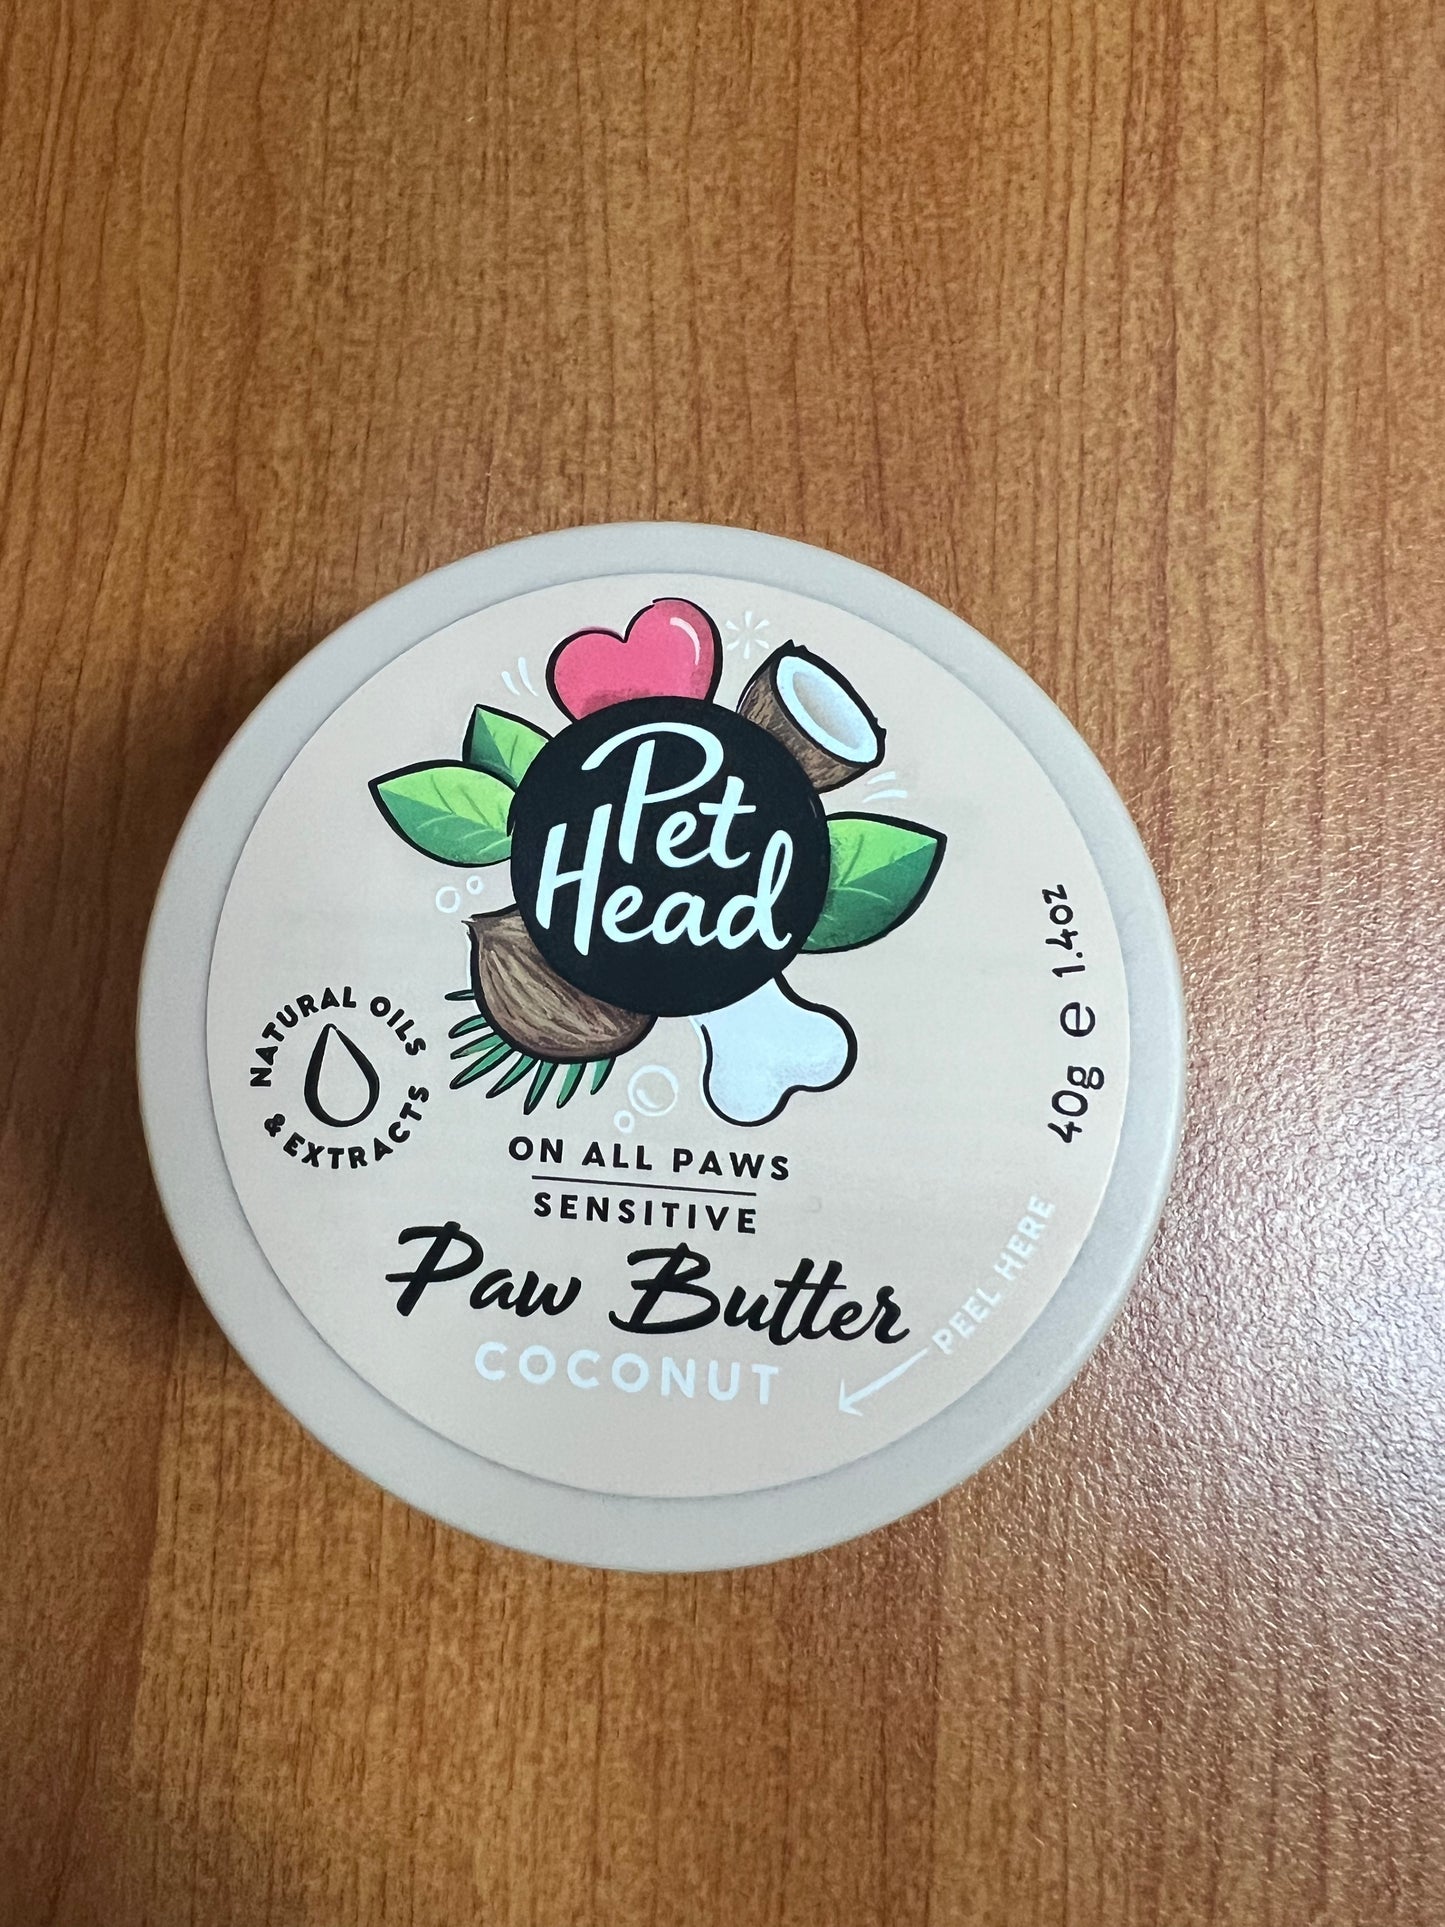 Pet
Head
NATURAL OILS
& EXTRACTS
40g e 1.4oz
ON ALL PAWS
SENSITIVE
Paw Butter
COCONUT
PEEL HERE